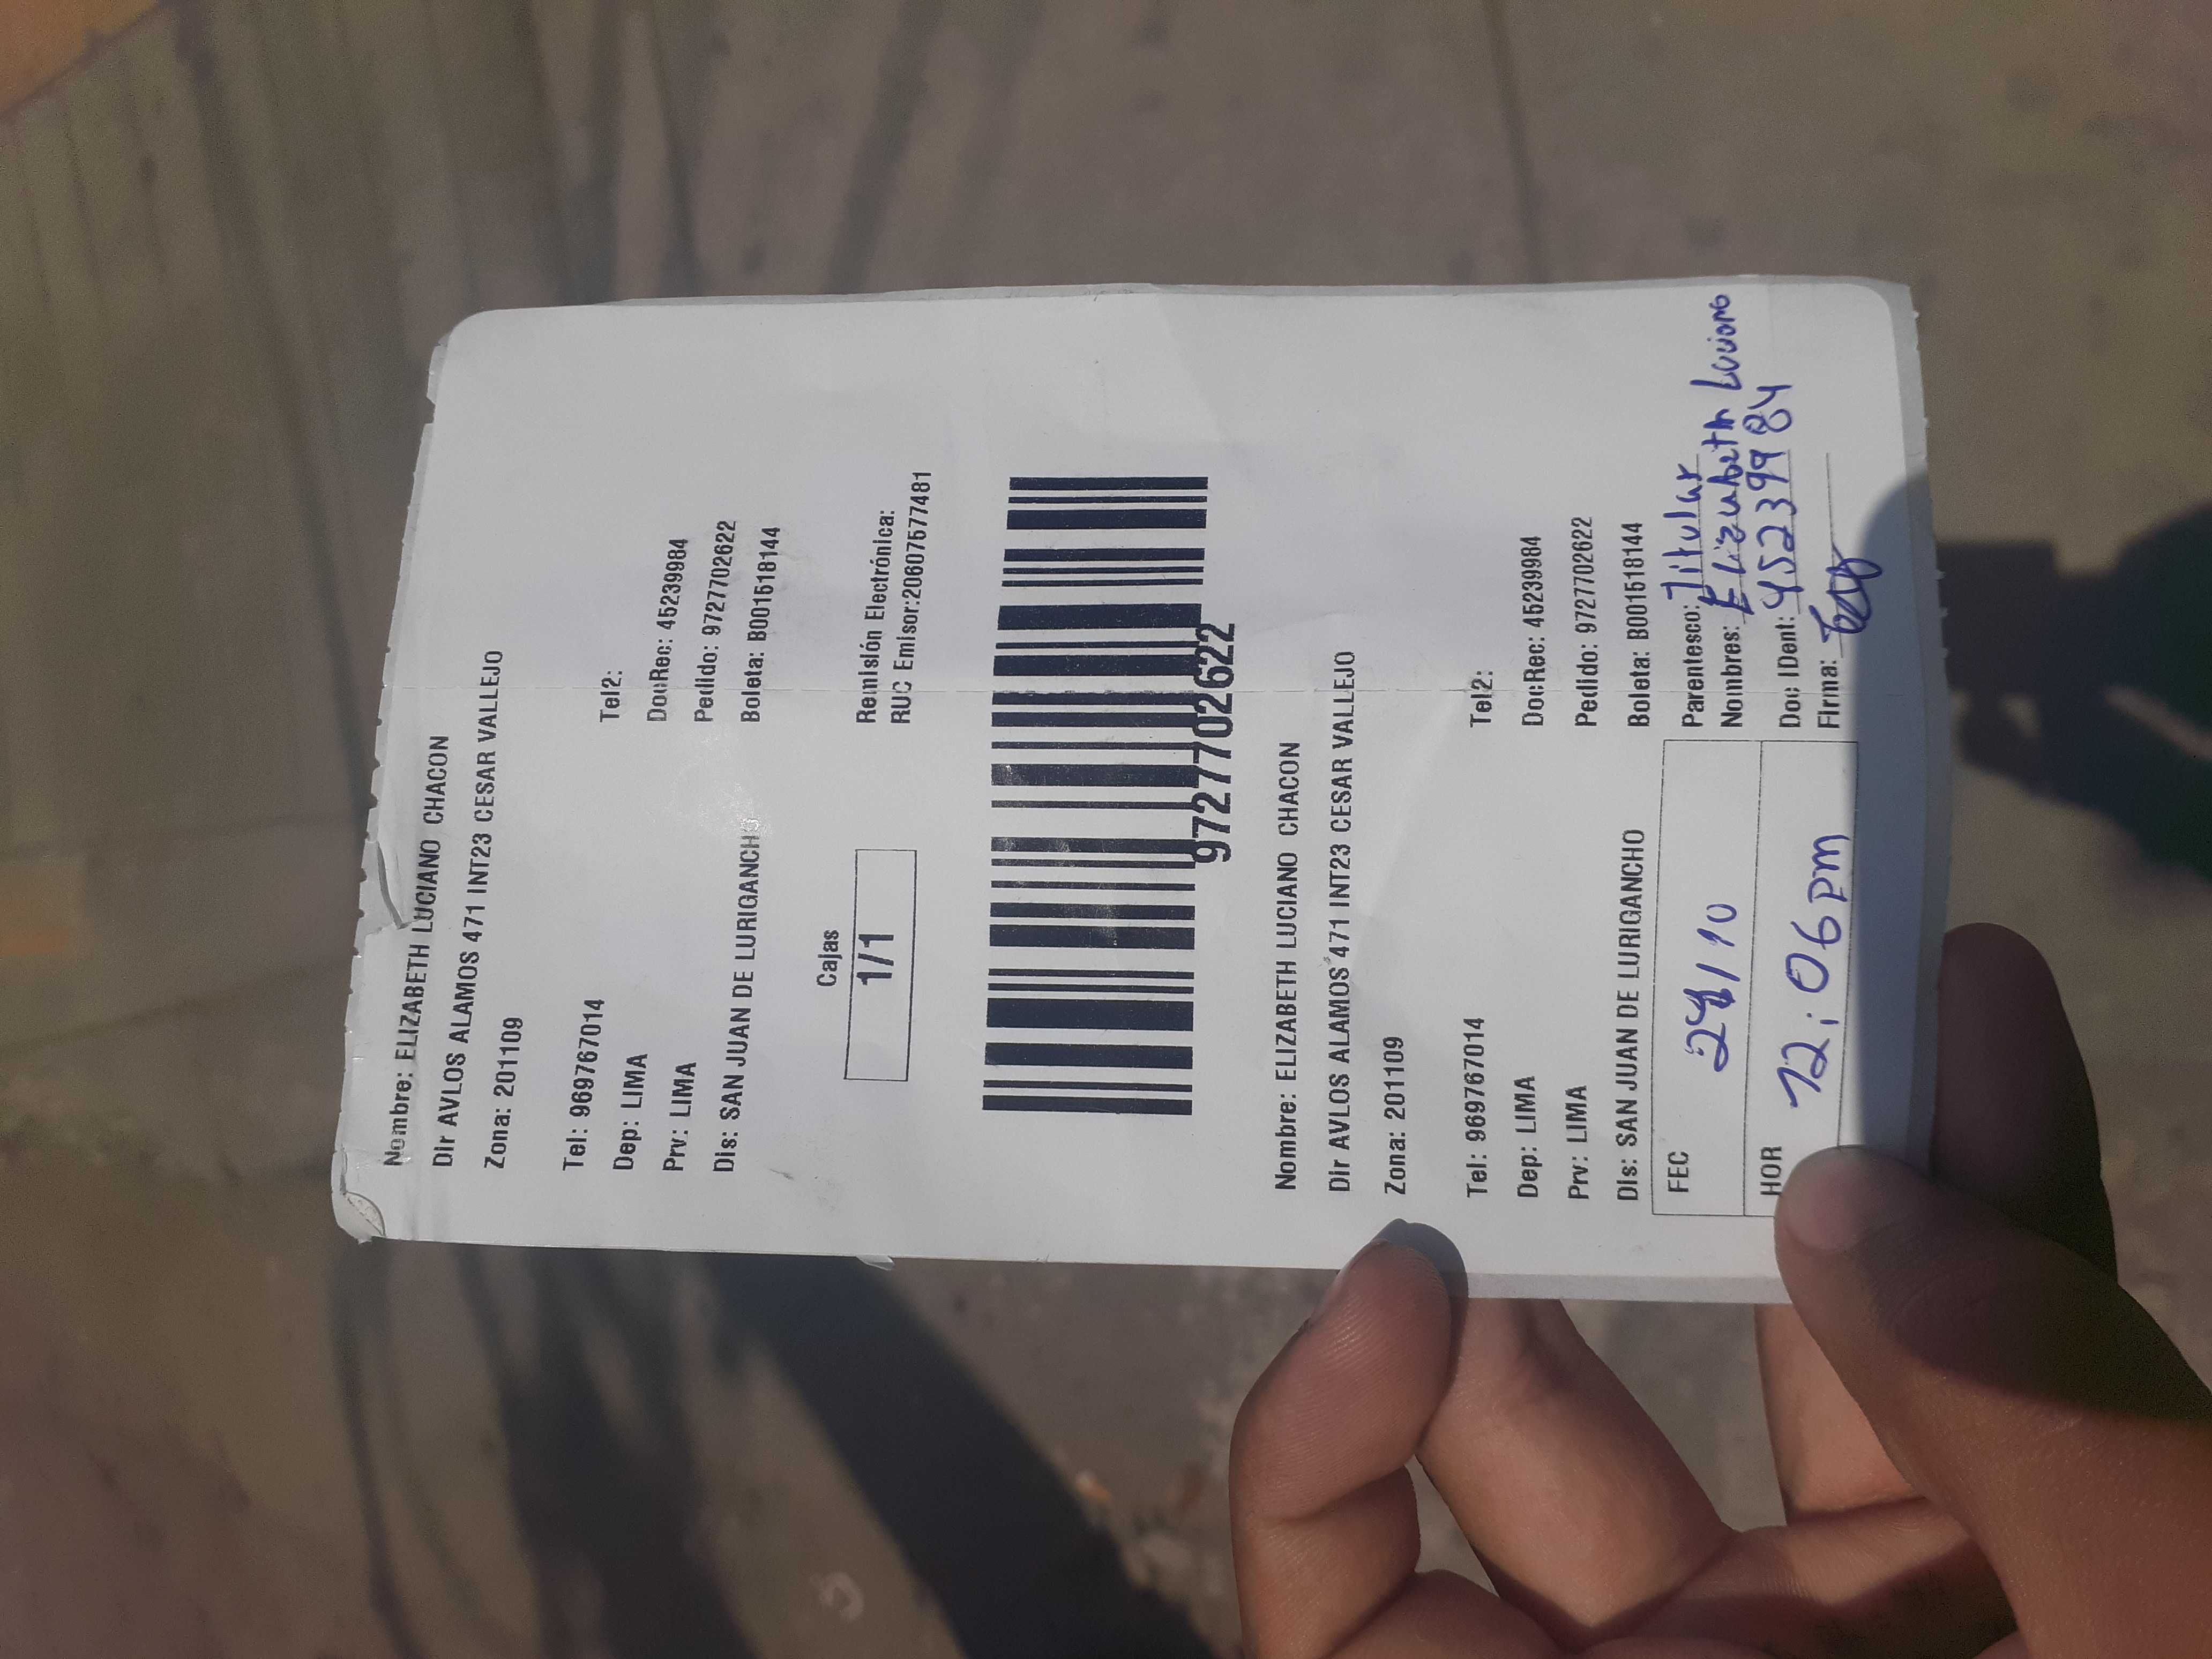 Nombre: ELIZABETH LUCIANO CHACON
Dir AVLOS ALAMOS 471 INT23 CESAR VALLEJO
Zona: 201109
Tel: 969767014 Tel2:
Dep: LIMA DocRec: 45239984
Prv: LIMA Pedido: 9727702622
Dis: SAN JUAN DE LURIGANCHO Boleta: B001518144
Cajas
1/1
Remisión Electrónica:
RUC Emisor:20607577481
9727702622
Nombre: ELIZABETH LUCIANO CHACON
Dir AVLOS ALAMOS 471 INT23 CESAR VALLEJO
Zona: 201109
Tel: 969767014 Tel2:
Dep: LIMA DocRec: 45239984
Prv: LIMA Pedido: 9727702622
Dis: SAN JUAN DE LURIGANCHO Boleta: B001518144
FEC
HOR 12:06pm
Parentesco: Titular
Nombres: Elizabeth Luciano
Doc IDent: 45239984
Firma: